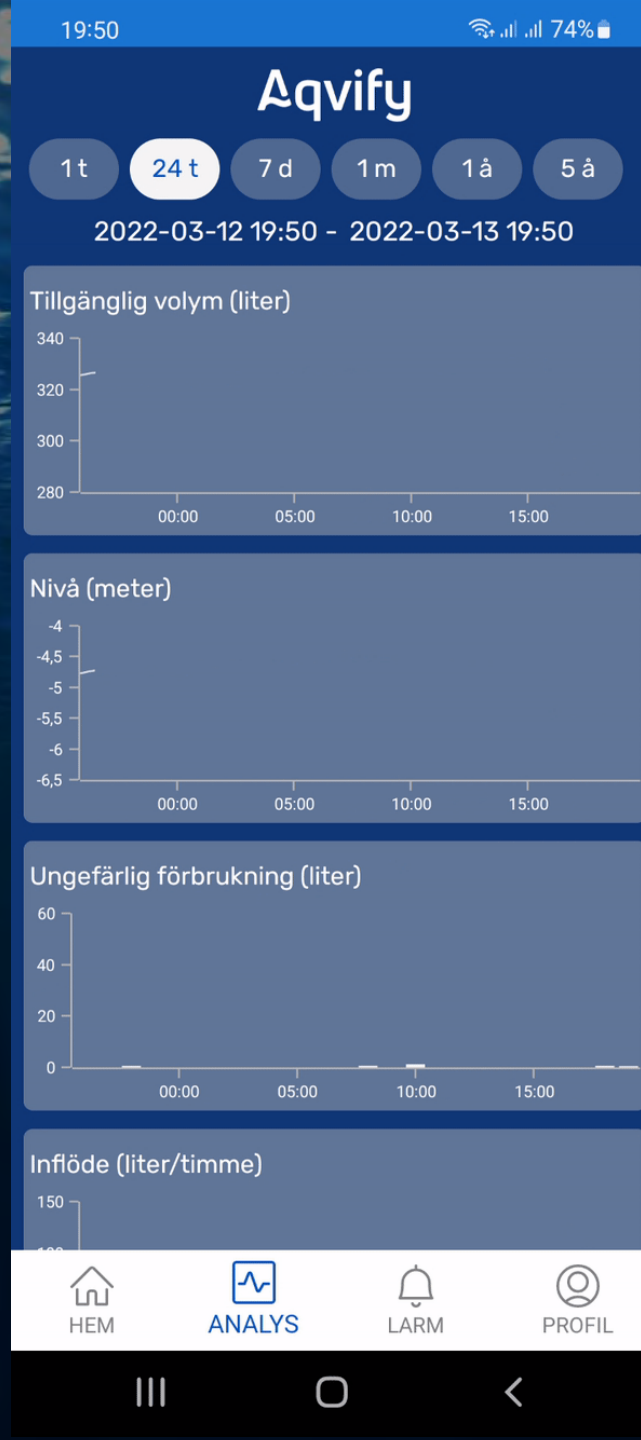 19:50 74%
Aqvify
1 t 24 t 7 d 1 m 1 å 5 å
2022-03-12 19:50 - 2022-03-13 19:50
Tillgänglig volym (liter)
340
320
300
280
00:00 05:00 10:00 15:00
Nivå (meter)
-4
-4,5
-5
-5,5
-6
-6,5
00:00 05:00 10:00 15:00
Ungefärlig förbrukning (liter)
60
40
20
0
00:00 05:00 10:00 15:00
Inflöde (liter/timme)
150
HEM ANALYS LARM PROFIL